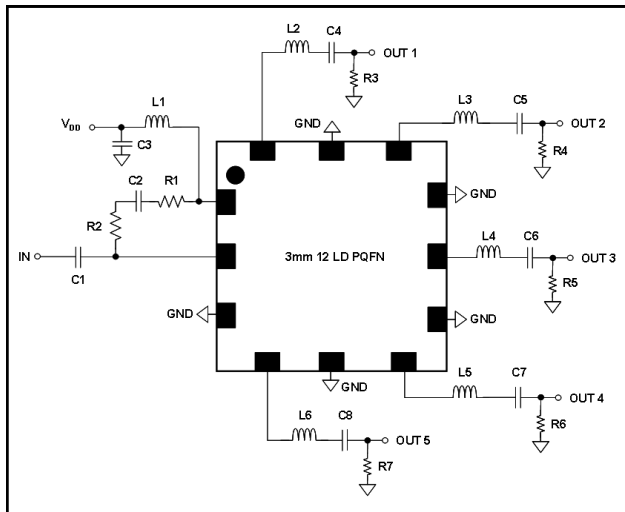 L2
C4
OUT 1
R3
L1
VDD
C3
GND
L3
C5
OUT 2
R4
C2
R1
R2
GND
IN
C1
3mm 12 LD PQFN
L4
C6
OUT 3
R5
GND
GND
GND
L5
C7
OUT 4
R6
L6
C8
OUT 5
R7